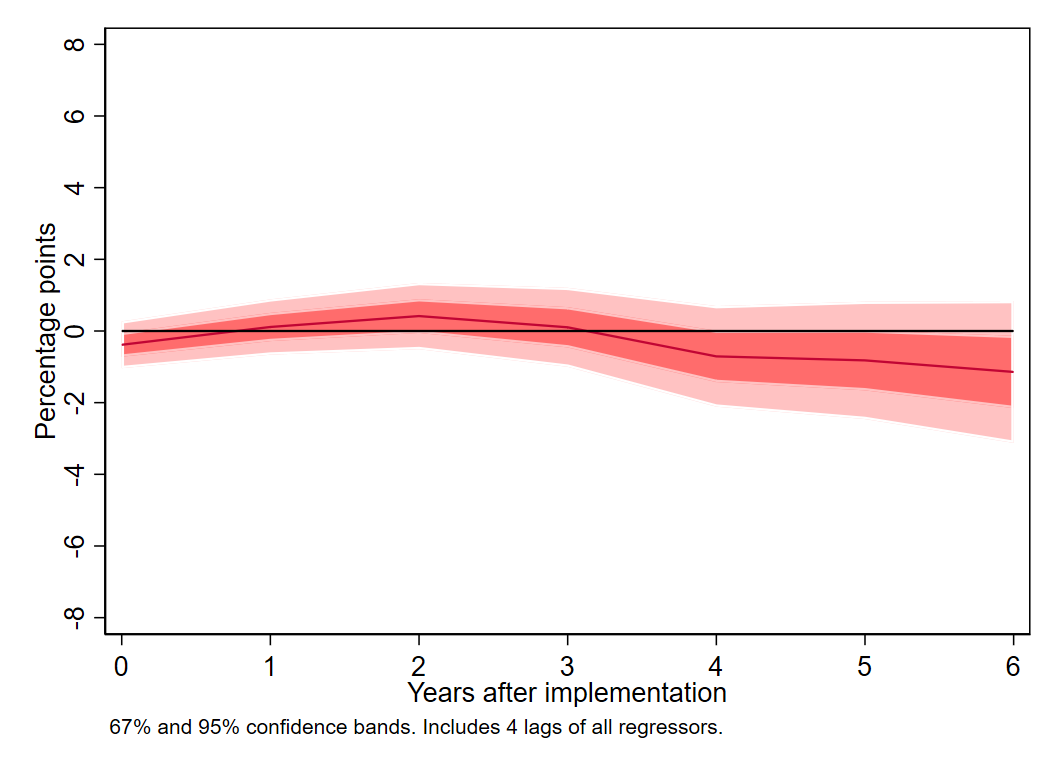 Percentage points
8
6
4
2
0
-2
-4
-6
-8
0 1 2 3 4 5 6
Years after implementation
67% and 95% confidence bands. Includes 4 lags of all regressors.